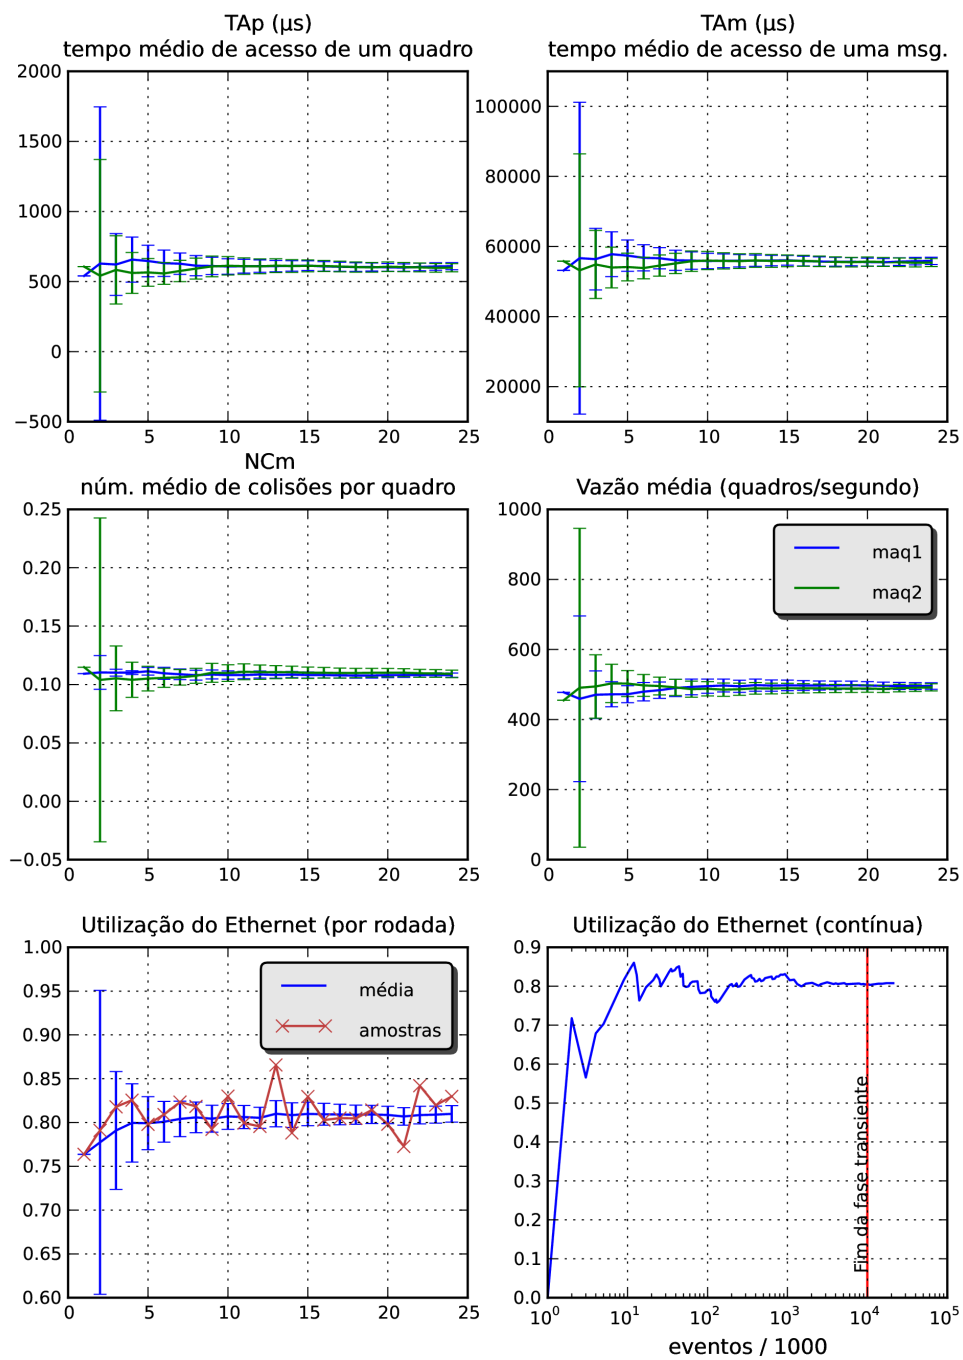 TAp (µs)
tempo médio de acesso de um quadro
2000
1500
1000
500
0
−500
0 5 10 15 20 25
TAm (µs)
tempo médio de acesso de uma msg.
100000
80000
60000
40000
20000
0 5 10 15 20 25
NCm
núm. médio de colisões por quadro
0.25
0.20
0.15
0.10
0.05
0.00
−0.05
0 5 10 15 20 25
Vazão média (quadros/segundo)
1000
800
600
400
200
0
maq1
maq2
0 5 10 15 20 25
Utilização do Ethernet (por rodada)
1.00
0.95
0.90
0.85
0.80
0.75
0.70
0.65
0.60
média
amostras
0 5 10 15 20 25
Utilização do Ethernet (contínua)
0.9
0.8
0.7
0.6
0.5
0.4
0.3
0.2
0.1
0.0
Fim da fase transiente
10⁰ 10¹ 10² 10³ 10⁴ 10⁵
eventos / 1000